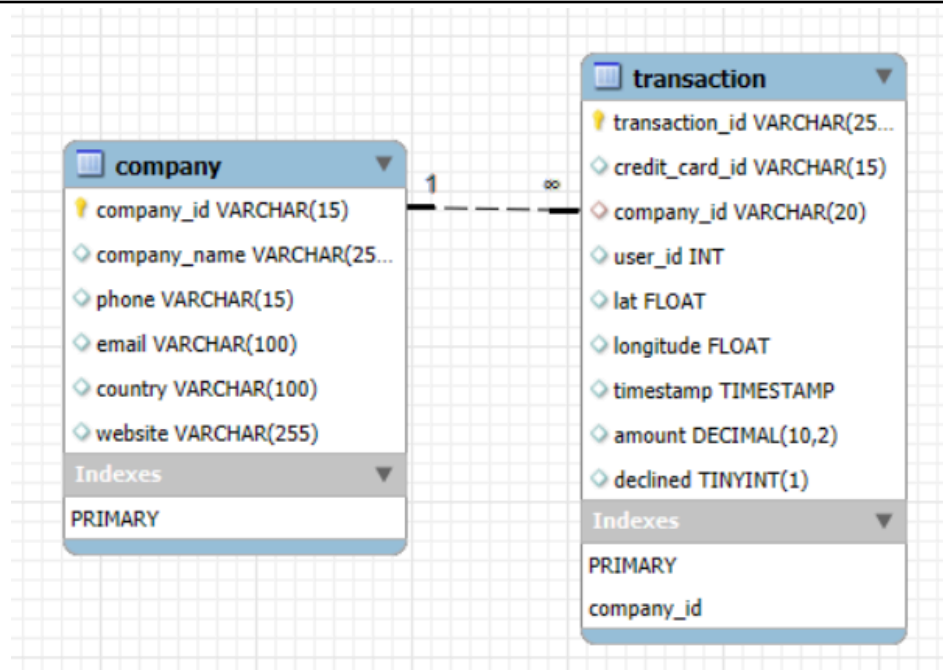 company
company_id VARCHAR(15)
company_name VARCHAR(25...
phone VARCHAR(15)
email VARCHAR(100)
country VARCHAR(100)
website VARCHAR(255)
Indexes
PRIMARY
1
∞
transaction
transaction_id VARCHAR(25...
credit_card_id VARCHAR(15)
company_id VARCHAR(20)
user_id INT
lat FLOAT
longitude FLOAT
timestamp TIMESTAMP
amount DECIMAL(10,2)
declined TINYINT(1)
Indexes
PRIMARY
company_id